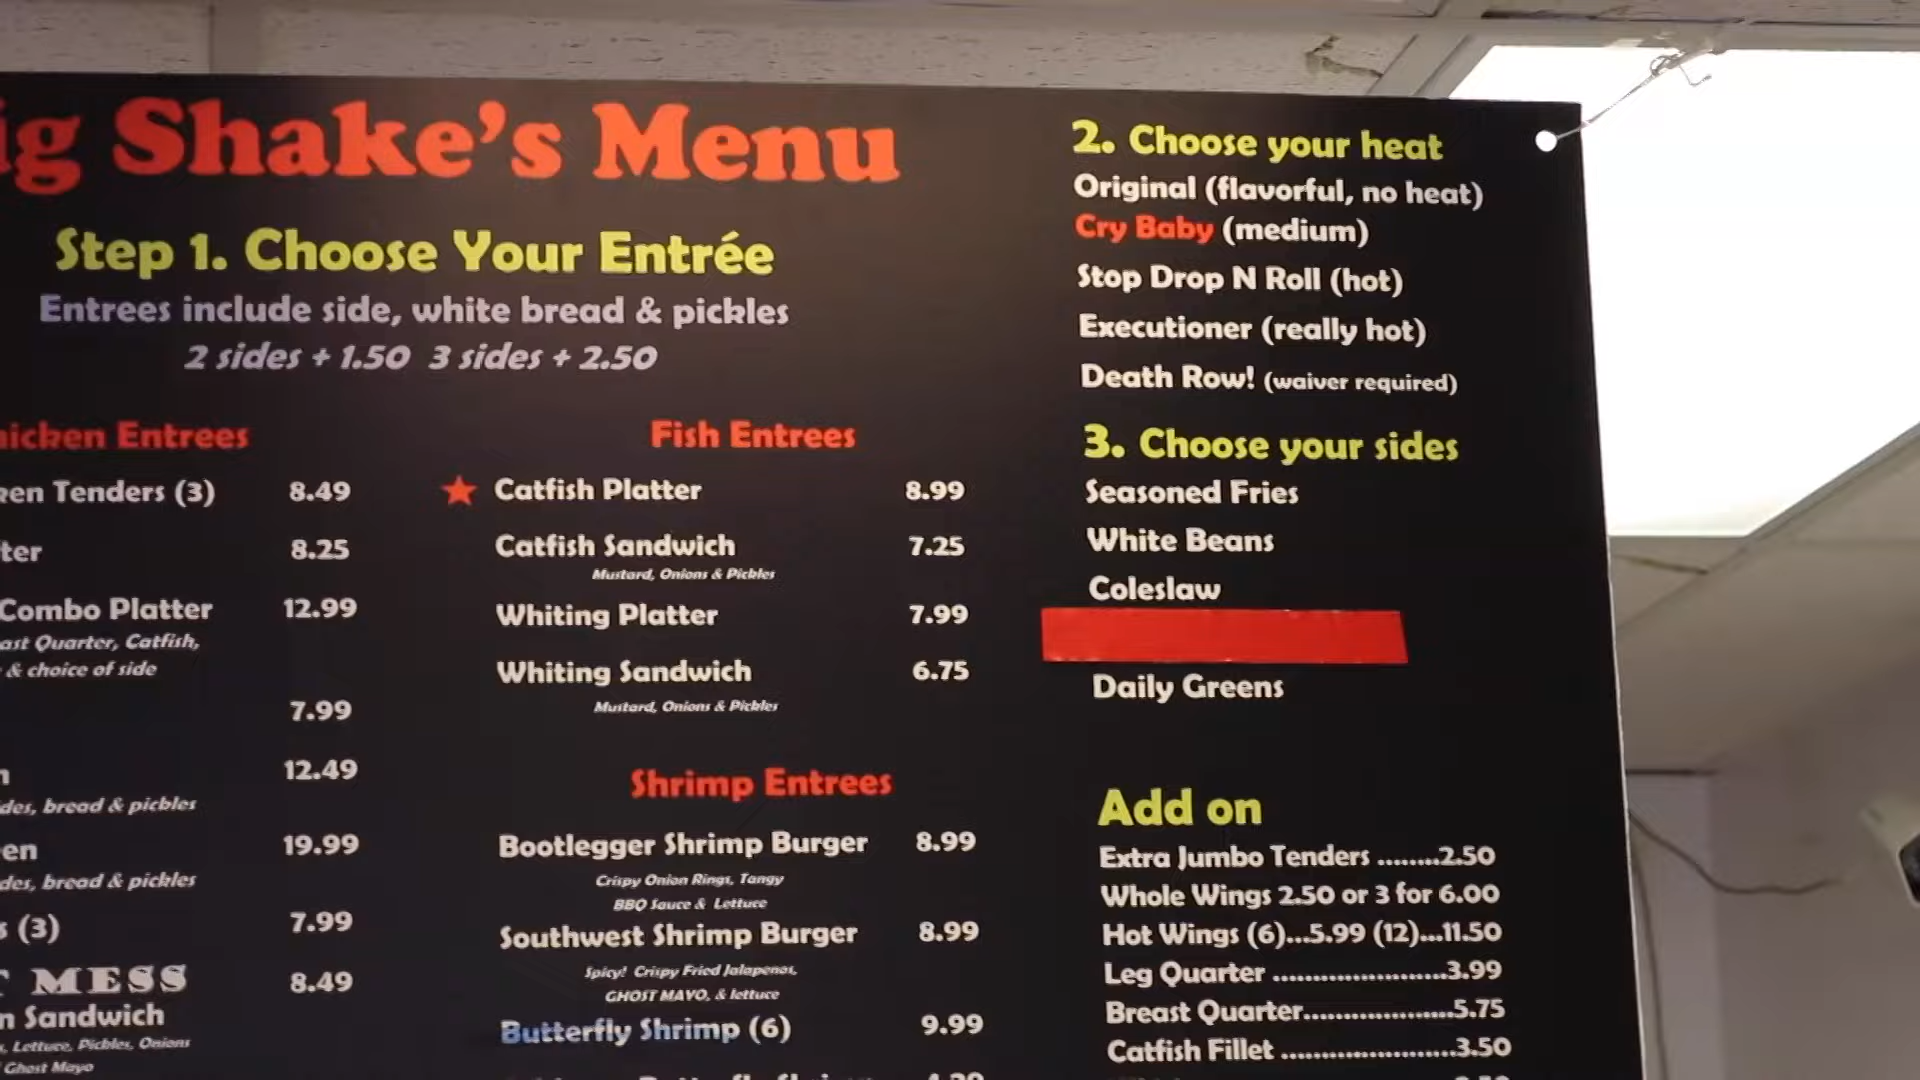 Shake's Menu
Step 1. Choose Your Entrée
Entrees include side, white bread & pickles
2 sides + 1.50 3 sides + 2.50
Entrees
Tenders (3) 8.49
8.25
Combo Platter 12.99
Quarter, Catfish,
& choice of side
7.99
12.49
bread & pickles
19.99
bread & pickles
(3) 7.99
MESS 8.49
Sandwich
Lettuce, Pickles, Onions
Ghost Mayo
Fish Entrees
Catfish Platter 8.99
Catfish Sandwich 7.25
Mustard, Onions & Pickles
Whiting Platter 7.99
Whiting Sandwich 6.75
Mustard, Onions & Pickles
Shrimp Entrees
Bootlegger Shrimp Burger 8.99
Crispy Onion Rings, Tangy
BBQ Sauce & Lettuce
Southwest Shrimp Burger 8.99
Spicy! Crispy Fried Jalapenos,
GHOST MAYO, & lettuce
Butterfly Shrimp (6) 9.99
2. Choose your heat
Original (flavorful, no heat)
Cry Baby (medium)
Stop Drop N Roll (hot)
Executioner (really hot)
Death Row! (waiver required)
3. Choose your sides
Seasoned Fries
White Beans
Coleslaw
Daily Greens
Add on
Extra Jumbo Tenders ........2.50
Whole Wings 2.50 or 3 for 6.00
Hot Wings (6)...5.99 (12)...11.50
Leg Quarter ......................3.99
Breast Quarter...................5.75
Catfish Fillet ......................3.50